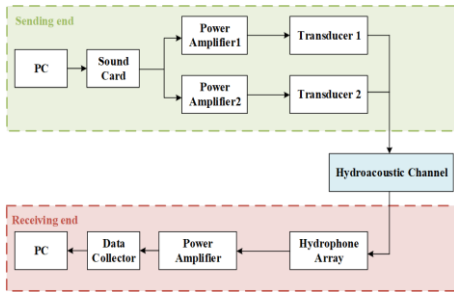 Sending end
PC
Sound
Card
Power
Amplifier1
Transducer 1
Power
Amplifier2
Transducer 2
Hydroacoustic Channel
Receiving end
PC
Data
Collector
Power
Amplifier
Hydrophone
Array